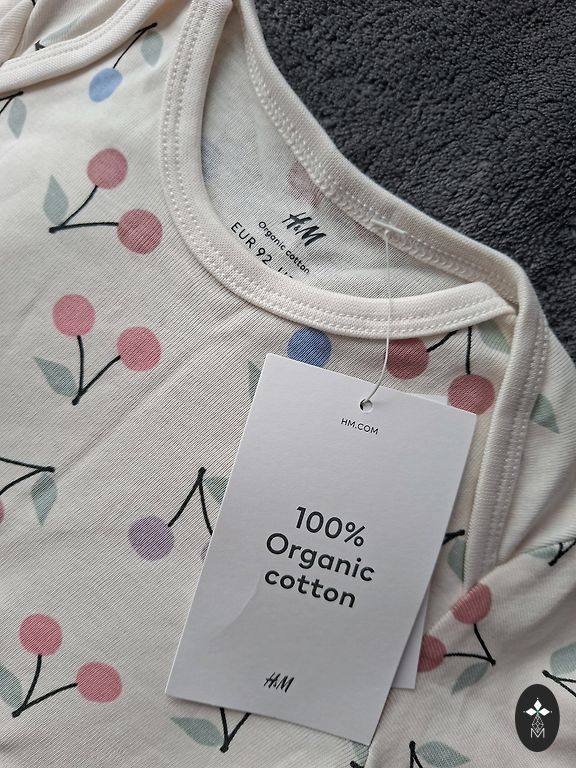 H&M
Organic cotton
EUR 92
HM.COM
100%
Organic
cotton
H&M
M